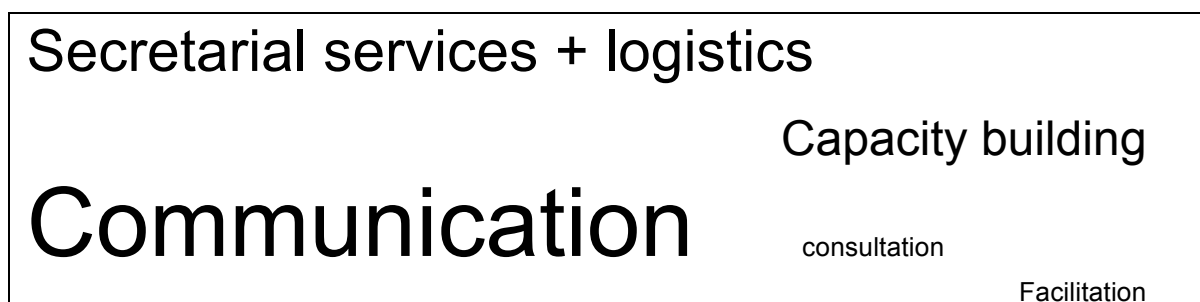 Secretarial services + logistics
Capacity building
Communication
consultation
Facilitation